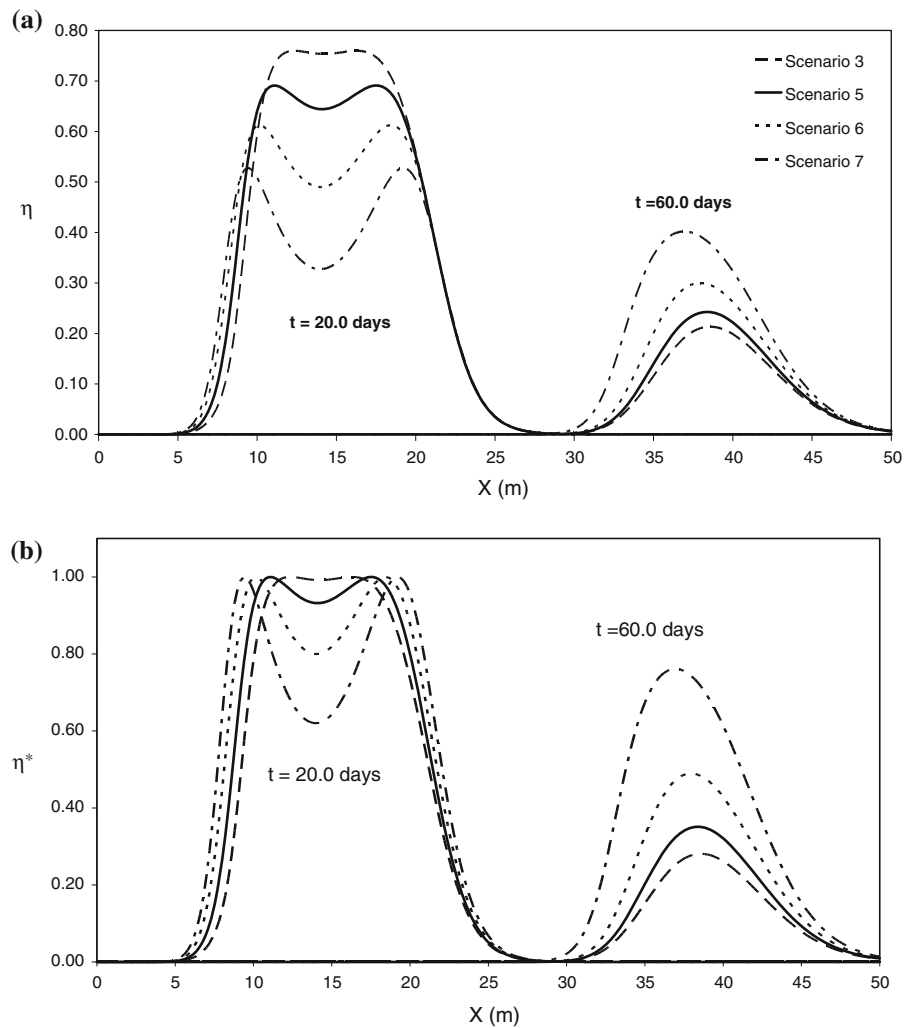 (a)
0.80
0.70
0.60
0.50
0.40
0.30
0.20
0.10
0.00
η
Scenario 3
Scenario 5
Scenario 6
Scenario 7
t = 20.0 days
t =60.0 days
0 5 10 15 20 25 30 35 40 45 50
X (m)
(b)
1.00
0.80
0.60
0.40
0.20
0.00
η*
t =60.0 days
t = 20.0 days
0 5 10 15 20 25 30 35 40 45 50
X (m)